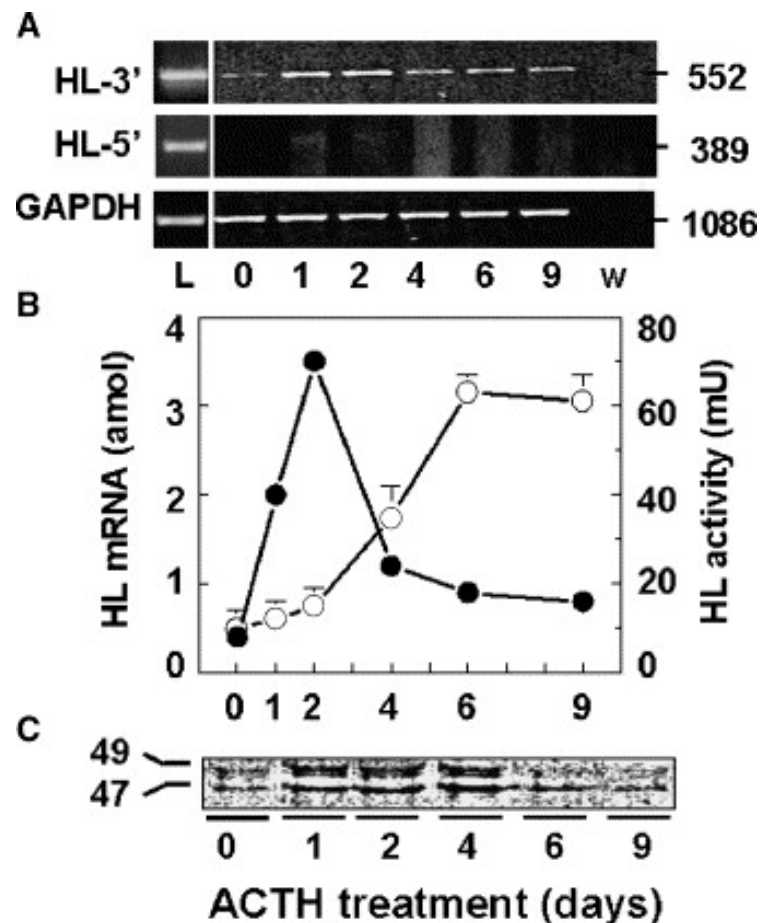 A
HL-3’ 552
HL-5’ 389
GAPDH 1086
L 0 1 2 4 6 9 w
B
4 80
3 60
2 40
1 20
0 0
HL mRNA (amol)
HL activity (mU)
0 1 2 4 6 9
C
49
47
0 1 2 4 6 9
ACTH treatment (days)